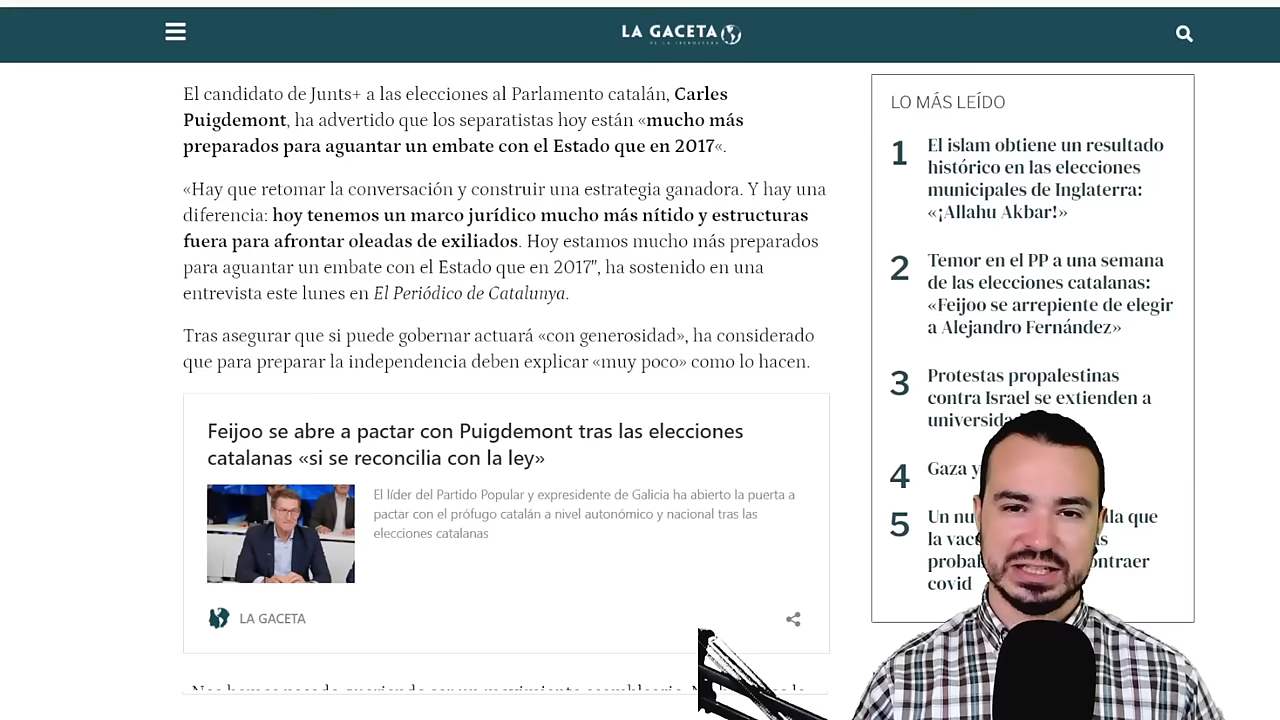 LA GACETA
DE LA IBEROSFERA
El candidato de Junts+ a las elecciones al Parlamento catalán, Carles
Puigdemont, ha advertido que los separatistas hoy están «mucho más
preparados para aguantar un embate con el Estado que en 2017«.
«Hay que retomar la conversación y construir una estrategia ganadora. Y hay una
diferencia: hoy tenemos un marco jurídico mucho más nítido y estructuras
fuera para afrontar oleadas de exiliados. Hoy estamos mucho más preparados
para aguantar un embate con el Estado que en 2017″, ha sostenido en una
entrevista este lunes en El Periódico de Catalunya.
Tras asegurar que si puede gobernar actuará «con generosidad», ha considerado
que para preparar la independencia deben explicar «muy poco» como lo hacen.
Feijoo se abre a pactar con Puigdemont tras las elecciones
catalanas «si se reconcilia con la ley»
El líder del Partido Popular y expresidente de Galicia ha abierto la puerta a
pactar con el prófugo catalán a nivel autonómico y nacional tras las
elecciones catalanas
LA GACETA
LO MÁS LEÍDO
1 El islam obtiene un resultado
histórico en las elecciones
municipales de Inglaterra:
«¡Allahu Akbar!»
2 Temor en el PP a una semana
de las elecciones catalanas:
«Feijoo se arrepiente de elegir
a Alejandro Fernández»
3 Protestas propalestinas
contra Israel se extienden a
4 Gaza y
5 Un que
la
covid